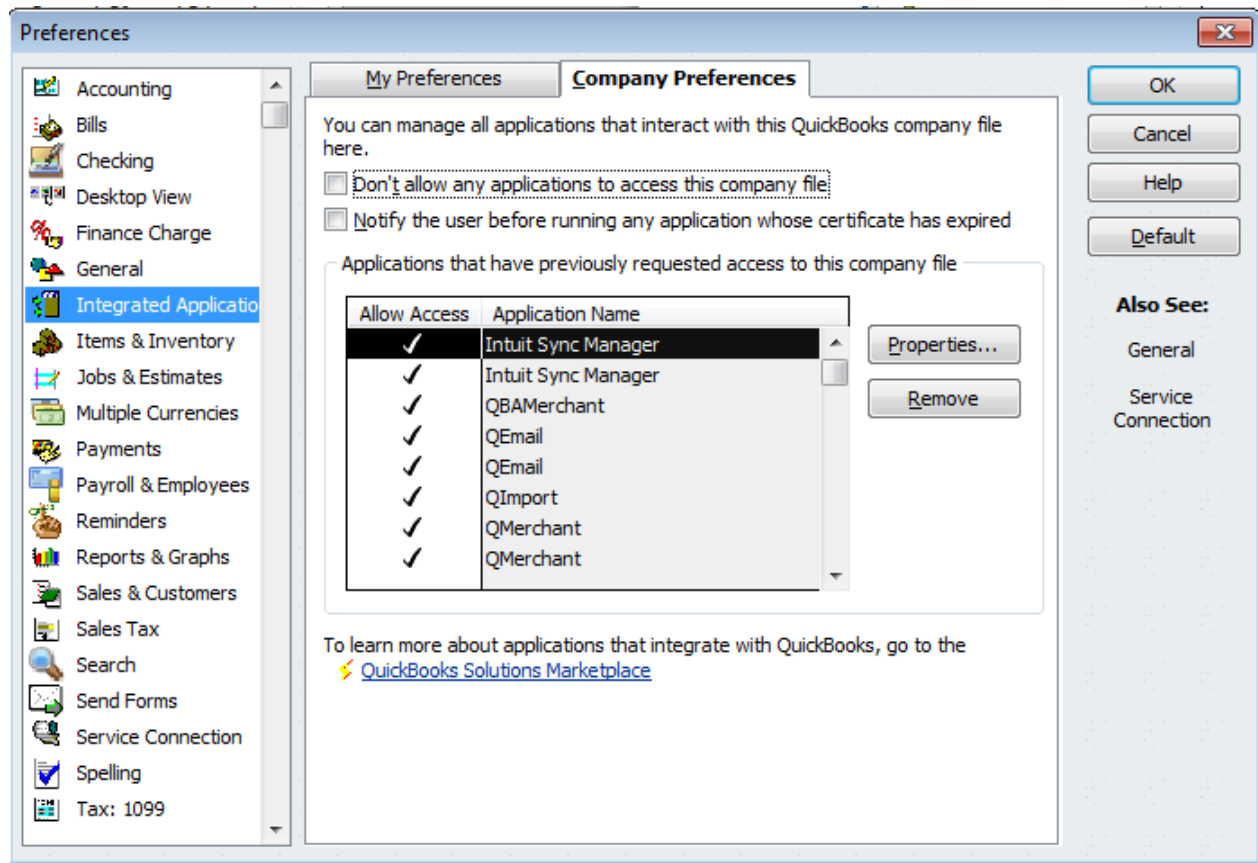 Preferences
Accounting
Bills
Checking
Desktop View
Finance Charge
General
Integrated Applicatio
Items & Inventory
Jobs & Estimates
Multiple Currencies
Payments
Payroll & Employees
Reminders
Reports & Graphs
Sales & Customers
Sales Tax
Search
Send Forms
Service Connection
Spelling
Tax: 1099
My Preferences
Company Preferences
You can manage all applications that interact with this QuickBooks company file
here.
Don't allow any applications to access this company file
Notify the user before running any application whose certificate has expired
Applications that have previously requested access to this company file
Allow Access Application Name
Intuit Sync Manager
Intuit Sync Manager
QBAMerchant
QEmail
QEmail
QImport
QMerchant
QMerchant
Properties...
Remove
To learn more about applications that integrate with QuickBooks, go to the
QuickBooks Solutions Marketplace
OK
Cancel
Help
Default
Also See:
General
Service
Connection